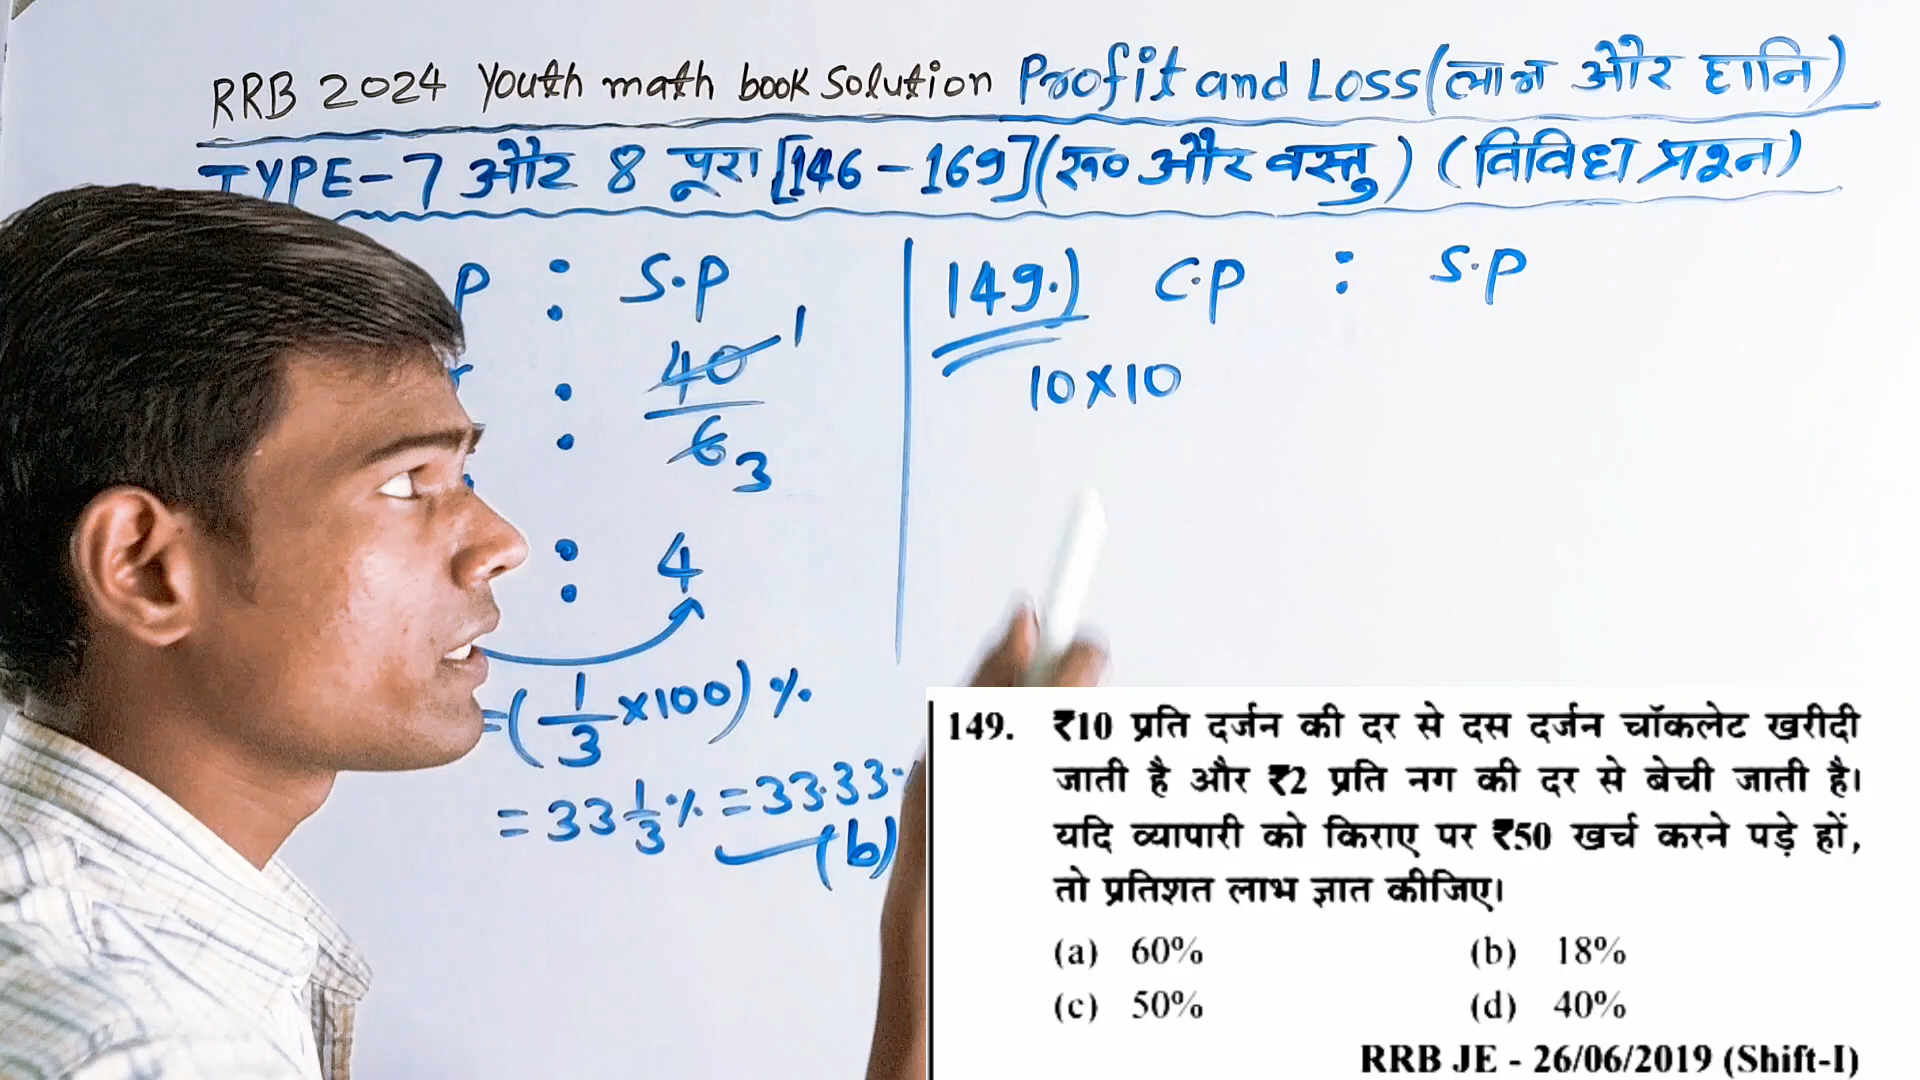 RRB 2024 Youth math book Solution Profit and Loss (लाभ और हानि)
TYPE-7 और 8 पूरा [146-169] (रू० और वस्तु) (विविध प्रश्न)
P : S.P
: 40 1
6 3
: 4
= (1/3 × 100) %
= 33 1/3 % = 33.33
(b)
149.) C.P : S.P
10×10
149. ₹10 प्रति दर्जन की दर से दस दर्जन चॉकलेट खरीदी
जाती है और ₹2 प्रति नग की दर से बेची जाती है।
यदि व्यापारी को किराए पर ₹50 खर्च करने पड़े हों,
तो प्रतिशत लाभ ज्ञात कीजिए।
(a) 60% (b) 18%
(c) 50% (d) 40%
RRB JE - 26/06/2019 (Shift-I)